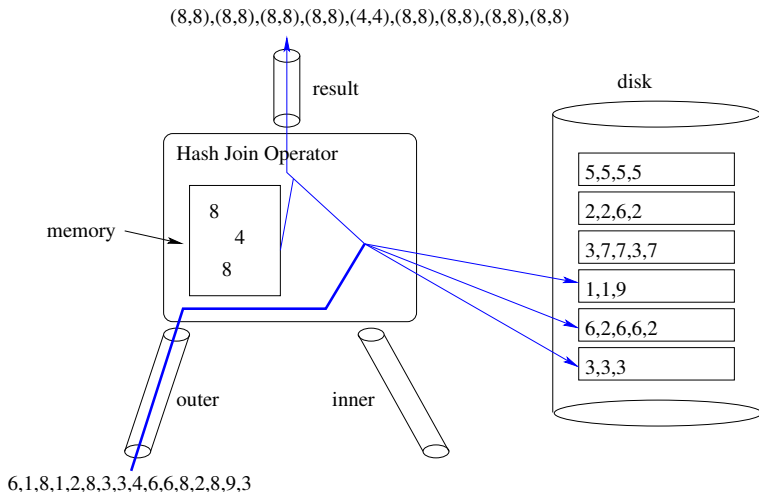 (8,8),(8,8),(8,8),(8,8),(4,4),(8,8),(8,8),(8,8),(8,8)
result
disk
Hash Join Operator
memory
8
4
8
5,5,5,5
2,2,6,2
3,7,7,3,7
1,1,9
6,2,6,6,2
3,3,3
outer
inner
6,1,8,1,2,8,3,3,4,6,6,8,2,8,9,3